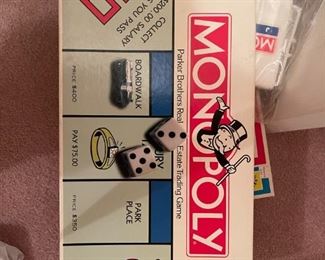 MONOPOLY
Parker Brothers Real Estate Trading Game
COLLECT
$200.00 SALARY
AS YOU PASS
BOARDWALK
PRICE $400
URY
PAY $75.00
PARK
PLACE
PRICE $350